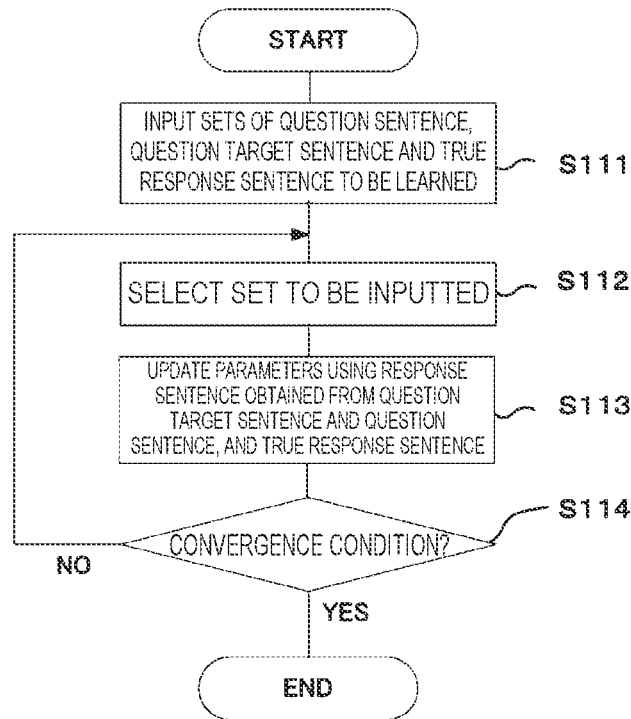 START
INPUT SETS OF QUESTION SENTENCE,
QUESTION TARGET SENTENCE AND TRUE
RESPONSE SENTENCE TO BE LEARNED
S111
SELECT SET TO BE INPUTTED
S112
UPDATE PARAMETERS USING RESPONSE
SENTENCE OBTAINED FROM QUESTION
TARGET SENTENCE AND QUESTION
SENTENCE, AND TRUE RESPONSE SENTENCE
S113
CONVERGENCE CONDITION?
S114
NO
YES
END